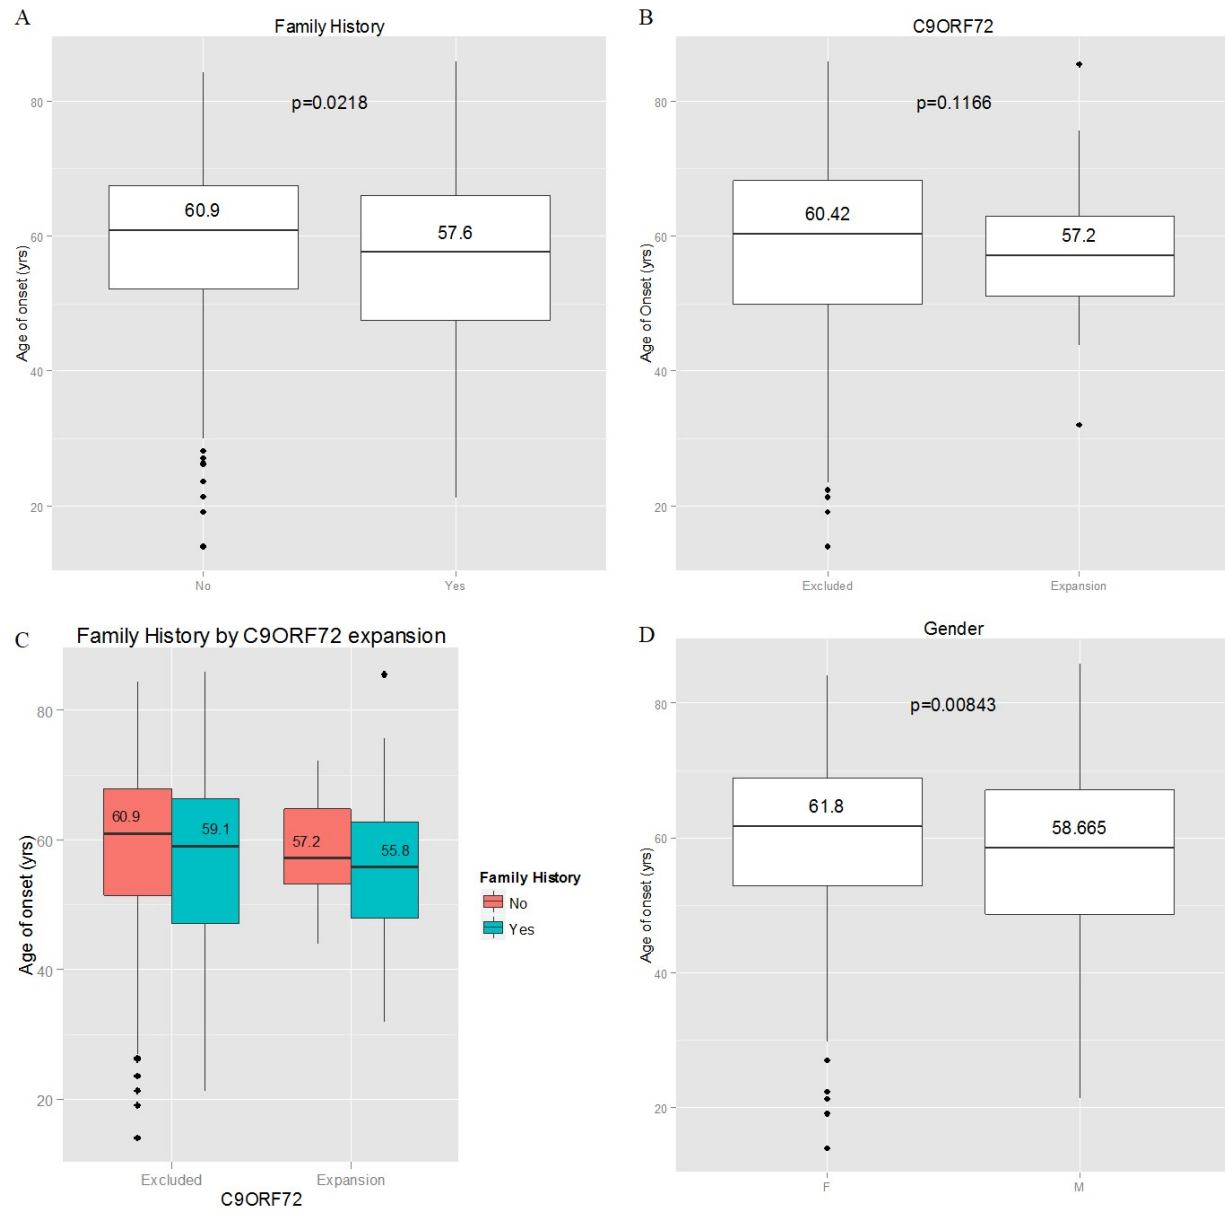 A
Family History
p=0.0218
Age of onset (yrs)
80
60
40
20
60.9
57.6
No
Yes
B
C9ORF72
p=0.1166
Age of Onset (yrs)
80
60
40
20
60.42
57.2
Excluded
Expansion
C
Family History by C9ORF72 expansion
Age of onset (yrs)
80
60
40
20
60.9
59.1
57.2
55.8
Excluded
Expansion
C9ORF72
Family History
No
Yes
D
Gender
p=0.00843
Age of onset (yrs)
80
60
40
20
61.8
58.665
F
M